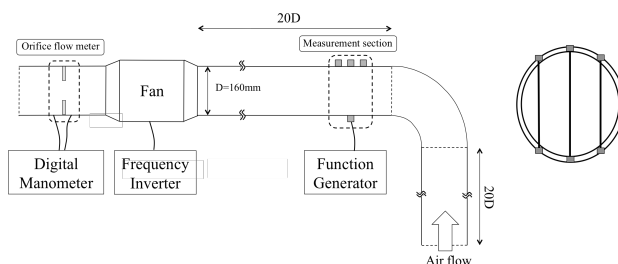 20D
Orifice flow meter
Measurement section
Fan
D=160mm
Digital
Manometer
Frequency
Inverter
Function
Generator
20D
Air flow